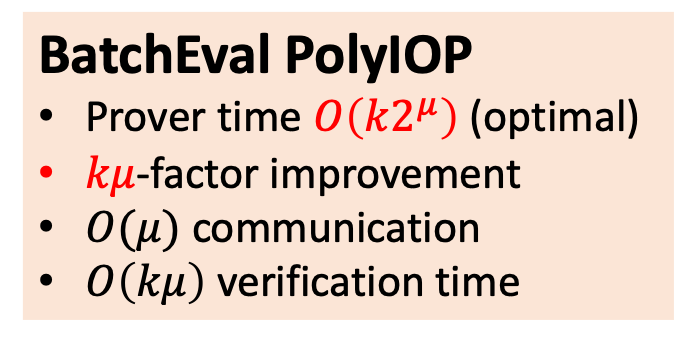 BatchEval PolyIOP
• Prover time 𝑂(𝑘2^𝜇) (optimal)
• 𝑘𝜇-factor improvement
• 𝑂(𝜇) communication
• 𝑂(𝑘𝜇) verification time